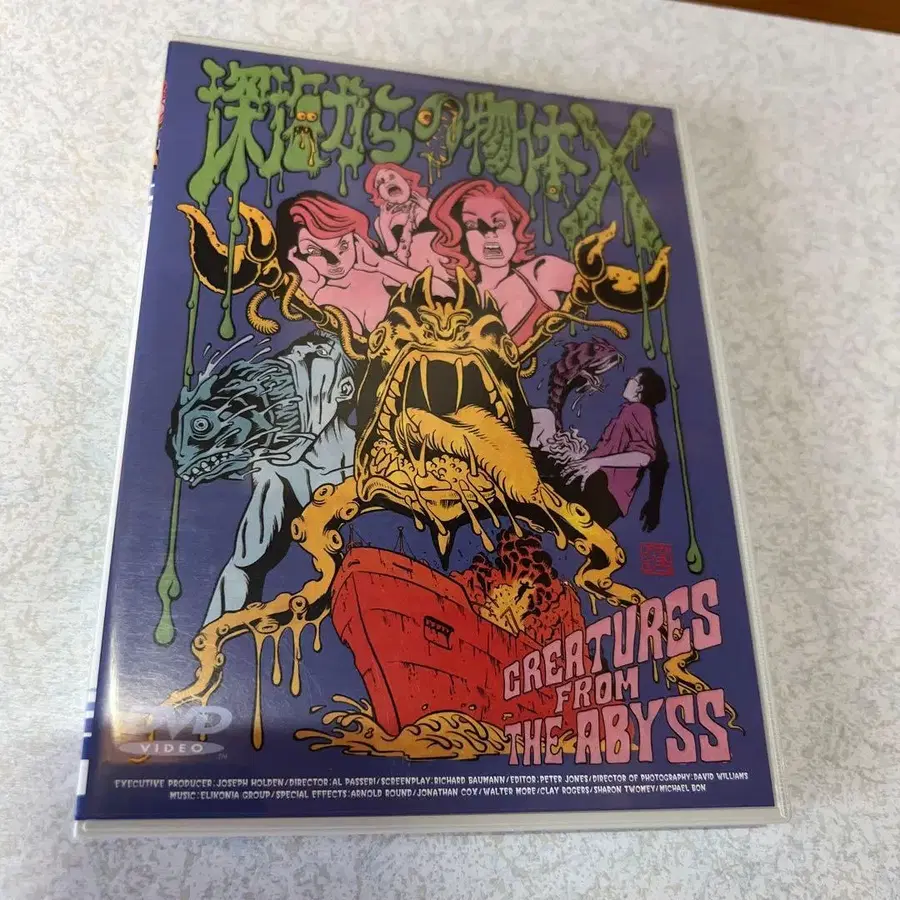 深海からの物体X
CREATURES
FROM
THE ABYSS
DVD
VIDEO
EXECUTIVE PRODUCER:JOSEPH HOLDEN/DIRECTOR:AL PASSERI/SCREENPLAY:RICHARD BAUMANN/EDITOR:PETER JONES/DIRECTOR OF PHOTOGRAPHY:DAVID WILLIAMS
MUSIC:ELIKONIA GROUP/SPECIAL EFFECTS:ARNOLD ROUND/JONATHAN COX/WALTER MORE/CLAY ROGERS/SHARON TWOMEY/MICHAEL BON